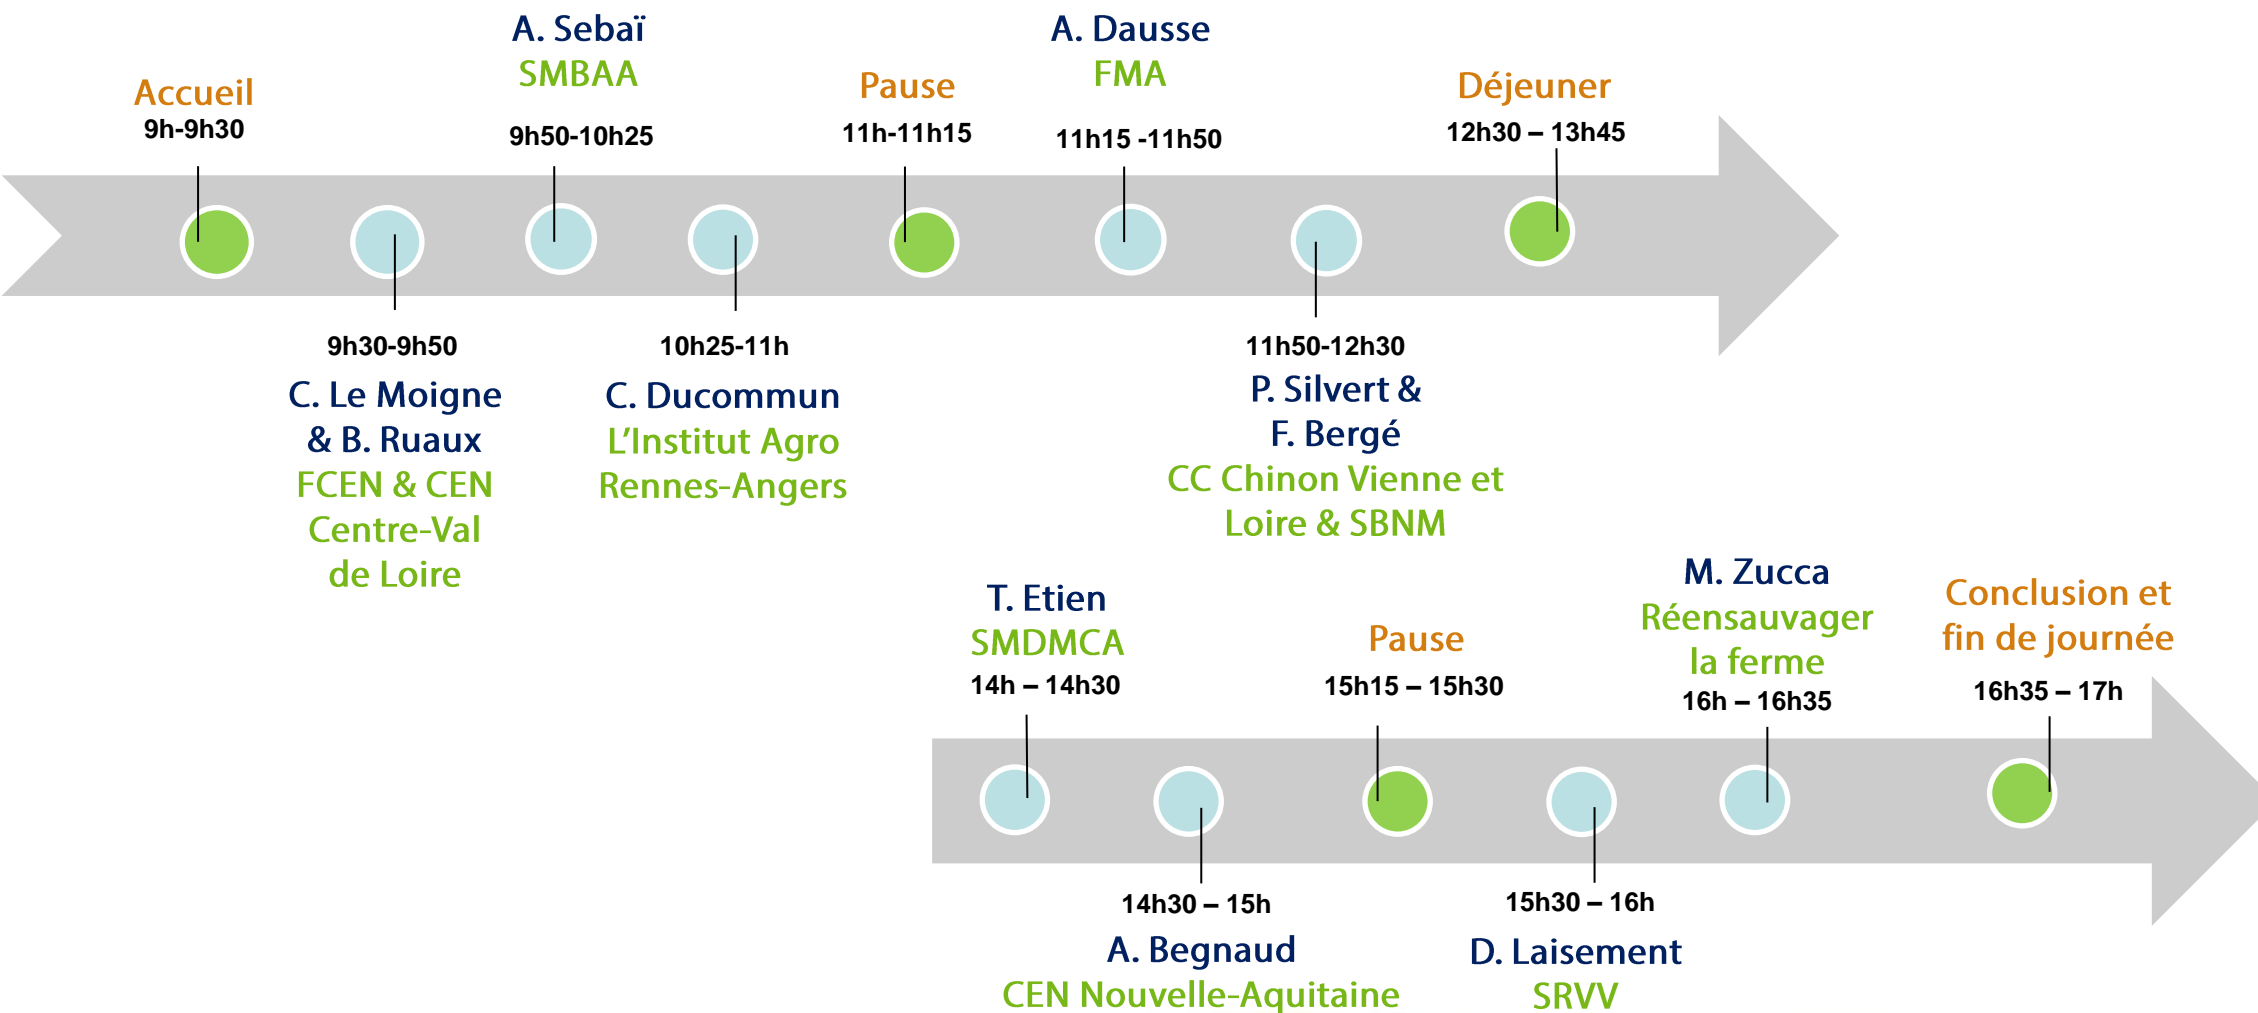 Accueil
9h-9h30
9h30-9h50
C. Le Moigne
& B. Ruaux
FCEN & CEN
Centre-Val
de Loire
A. Sebaï
SMBAA
9h50-10h25
10h25-11h
C. Ducommun
L’Institut Agro
Rennes-Angers
Pause
11h-11h15
A. Dausse
FMA
11h15 -11h50
11h50-12h30
P. Silvert &
F. Bergé
CC Chinon Vienne et
Loire & SBNM
Déjeuner
12h30 – 13h45
T. Etien
SMDMCA
14h – 14h30
14h30 – 15h
A. Begnaud
CEN Nouvelle-Aquitaine
Pause
15h15 – 15h30
15h30 – 16h
D. Laisement
SRVV
M. Zucca
Réensauvager
la ferme
16h – 16h35
Conclusion et
fin de journée
16h35 – 17h